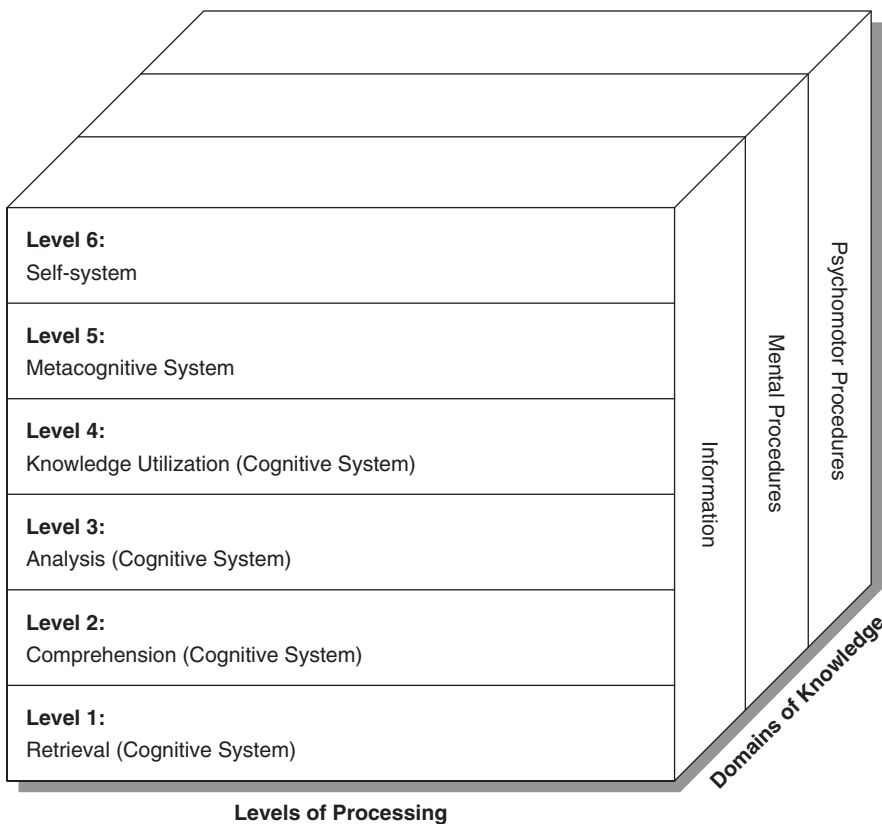 Level 6:
Self-system
Level 5:
Metacognitive System
Level 4:
Knowledge Utilization (Cognitive System)
Level 3:
Analysis (Cognitive System)
Level 2:
Comprehension (Cognitive System)
Level 1:
Retrieval (Cognitive System)
Information
Mental Procedures
Psychomotor Procedures
Levels of Processing
Domains of Knowledge